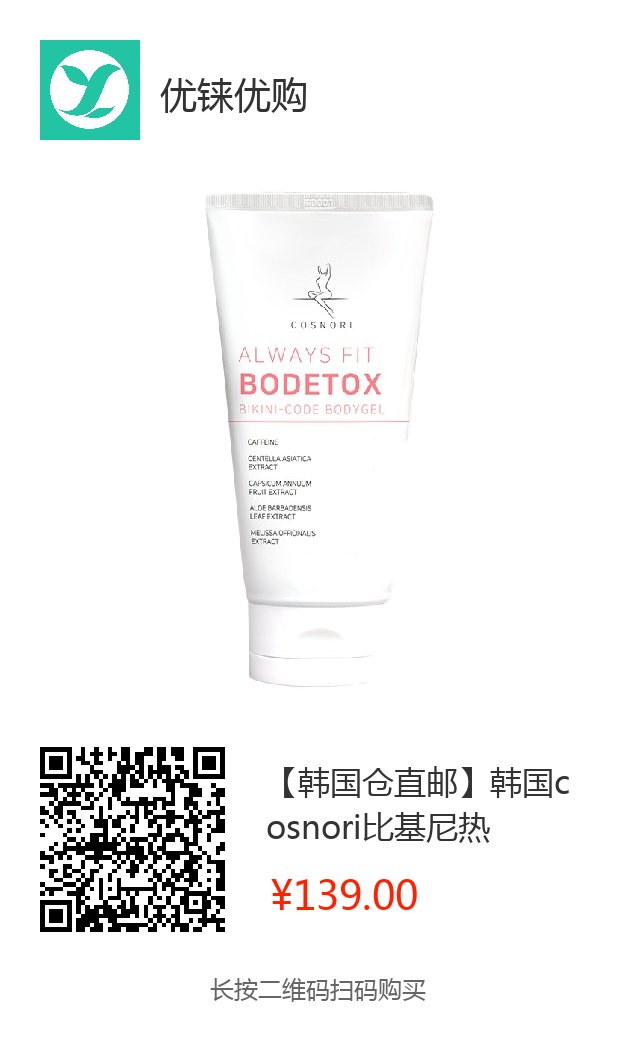 优铼优购
COSNORI
ALWAYS FIT
BODETOX
BIKINI-CODE BODYGEL
CAFFEINE
CENTELLA ASIATICA
EXTRACT
CAPSICUM ANNUUM
FRUIT EXTRACT
ALOE BARBADENSIS
LEAF EXTRACT
MELISSA OFFICINALIS
EXTRACT
【韩国仓直邮】韩国c
osnori比基尼热
¥139.00
长按二维码扫码购买